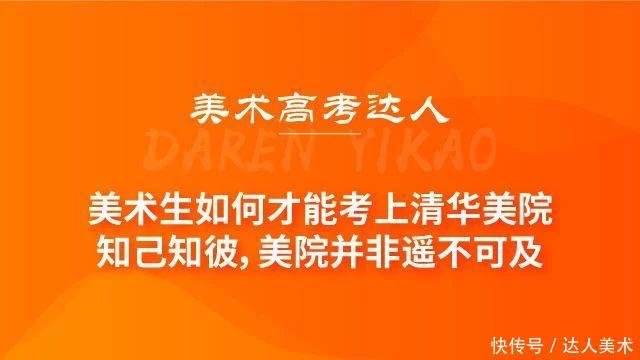 美术高考达人
DAREN YIKAO
美术生如何才能考上清华美院
知己知彼，美院并非遥不可及
快传号 / 达人美术